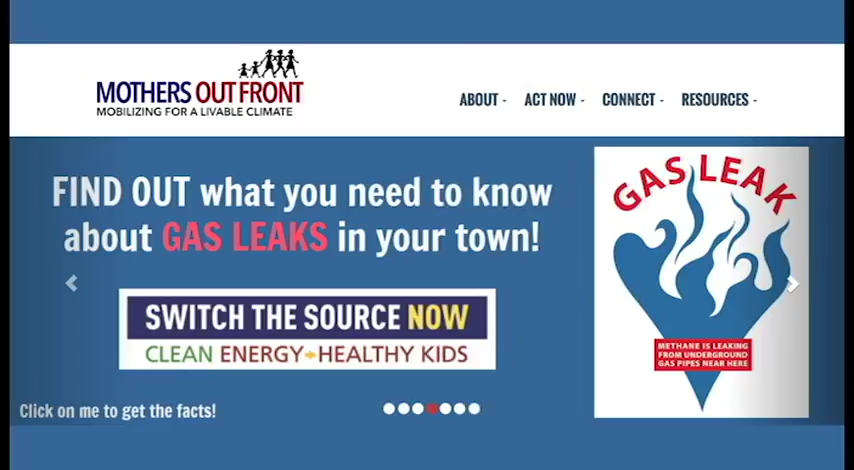 MOTHERS OUT FRONT
MOBILIZING FOR A LIVABLE CLIMATE
ABOUT
ACT NOW
CONNECT
RESOURCES
FIND OUT what you need to know
about GAS LEAKS in your town!
SWITCH THE SOURCE NOW
CLEAN ENERGY→HEALTHY KIDS
Click on me to get the facts!
GAS LEAK
METHANE IS LEAKING
FROM UNDERGROUND
GAS PIPES NEAR HERE